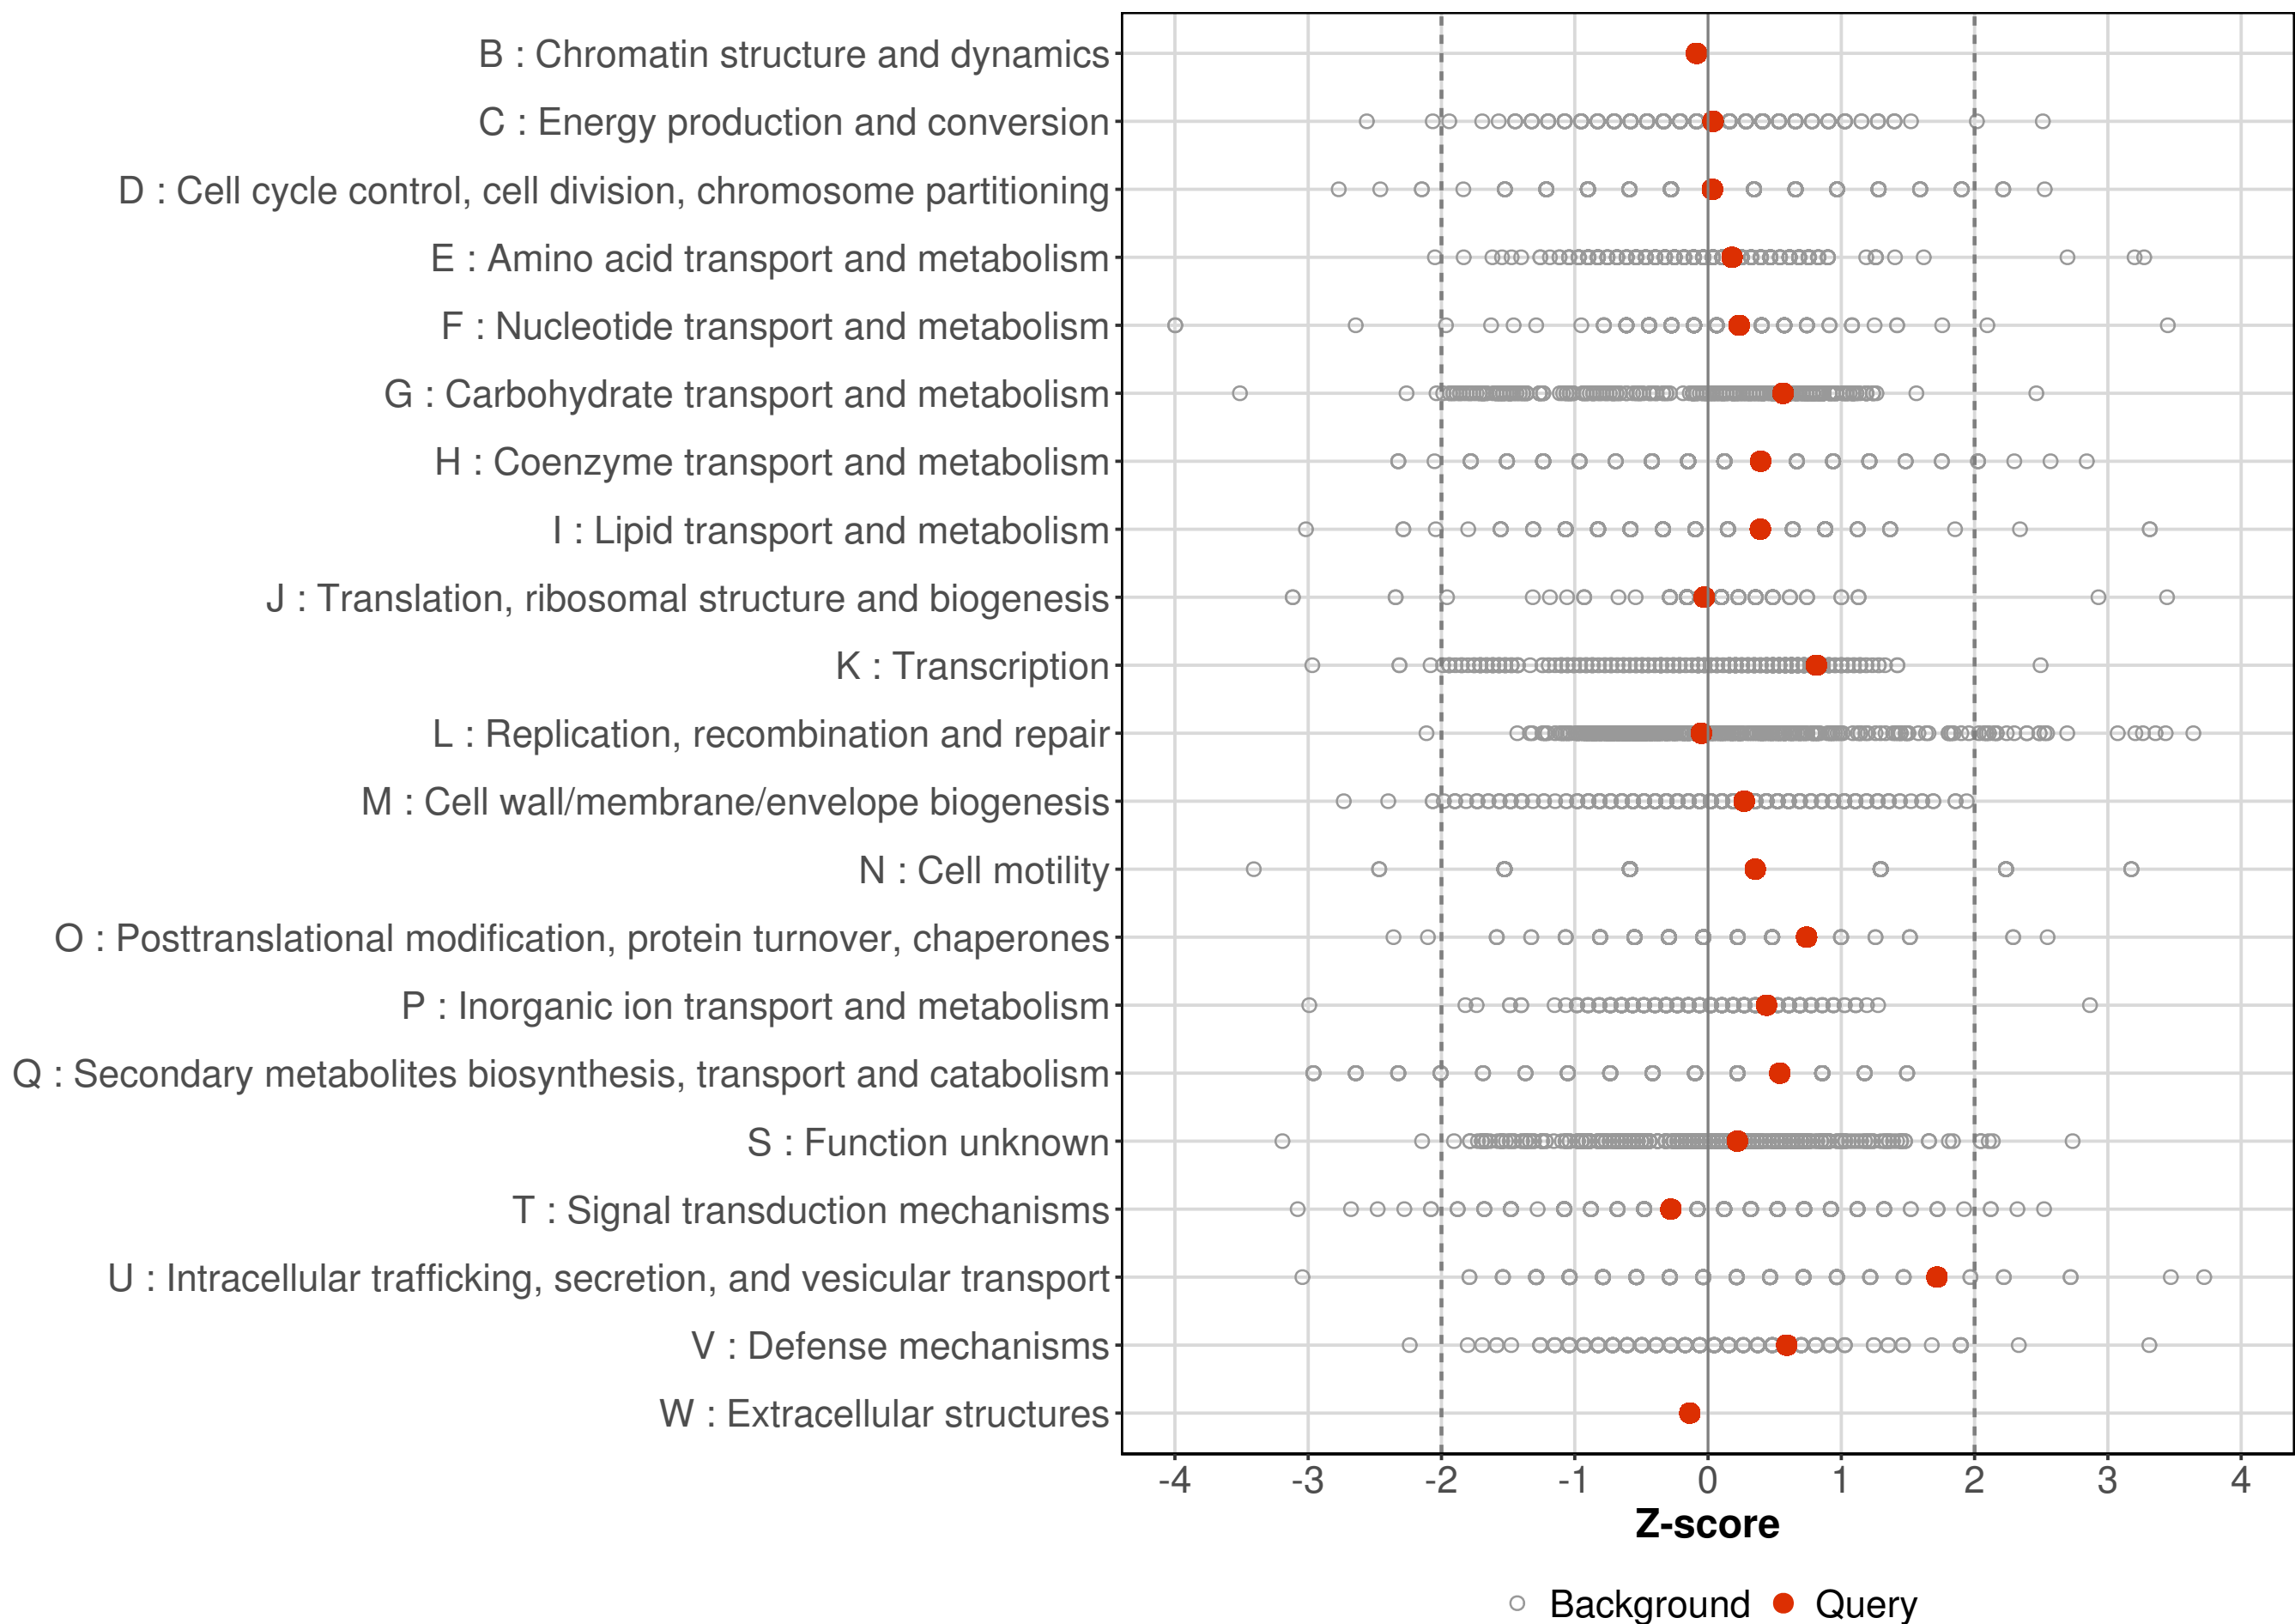 B : Chromatin structure and dynamics
C : Energy production and conversion
D : Cell cycle control, cell division, chromosome partitioning
E : Amino acid transport and metabolism
F : Nucleotide transport and metabolism
G : Carbohydrate transport and metabolism
H : Coenzyme transport and metabolism
I : Lipid transport and metabolism
J : Translation, ribosomal structure and biogenesis
K : Transcription
L : Replication, recombination and repair
M : Cell wall/membrane/envelope biogenesis
N : Cell motility
O : Posttranslational modification, protein turnover, chaperones
P : Inorganic ion transport and metabolism
Q : Secondary metabolites biosynthesis, transport and catabolism
S : Function unknown
T : Signal transduction mechanisms
U : Intracellular trafficking, secretion, and vesicular transport
V : Defense mechanisms
W : Extracellular structures
-4 -3 -2 -1 0 1 2 3 4
Z-score
Background Query